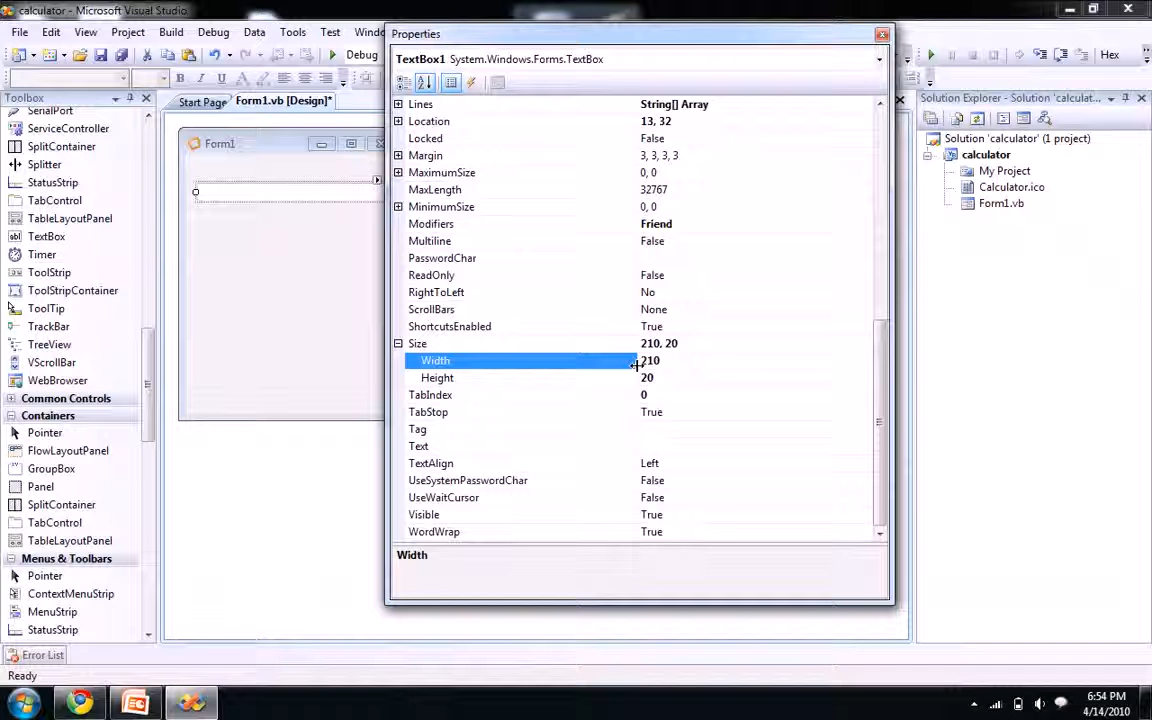 calculator - Microsoft Visual Studio
File Edit View Project Build Debug Data Tools Test
Debug
Hex
Toolbox
SerialPort
ServiceController
SplitContainer
Splitter
StatusStrip
TabControl
TableLayoutPanel
TextBox
Timer
ToolStrip
ToolStripContainer
ToolTip
TrackBar
TreeView
VScrollBar
WebBrowser
Common Controls
Containers
Pointer
FlowLayoutPanel
GroupBox
Panel
SplitContainer
TabControl
TableLayoutPanel
Menus & Toolbars
Pointer
ContextMenuStrip
MenuStrip
StatusStrip
Start Page Form1.vb [Design]*
Form1
Properties
TextBox1 System.Windows.Forms.TextBox
Lines String[] Array
Location 13, 32
Locked False
Margin 3, 3, 3, 3
MaximumSize 0, 0
MaxLength 32767
MinimumSize 0, 0
Modifiers Friend
Multiline False
PasswordChar
ReadOnly False
RightToLeft No
ScrollBars None
ShortcutsEnabled True
Size 210, 20
Width 210
Height 20
TabIndex 0
TabStop True
Tag
Text
TextAlign Left
UseSystemPasswordChar False
UseWaitCursor False
Visible True
WordWrap True
Width
Solution Explorer - Solution 'calculat...
Solution 'calculator' (1 project)
calculator
My Project
Calculator.ico
Form1.vb
Error List
Ready
6:54 PM
4/14/2010